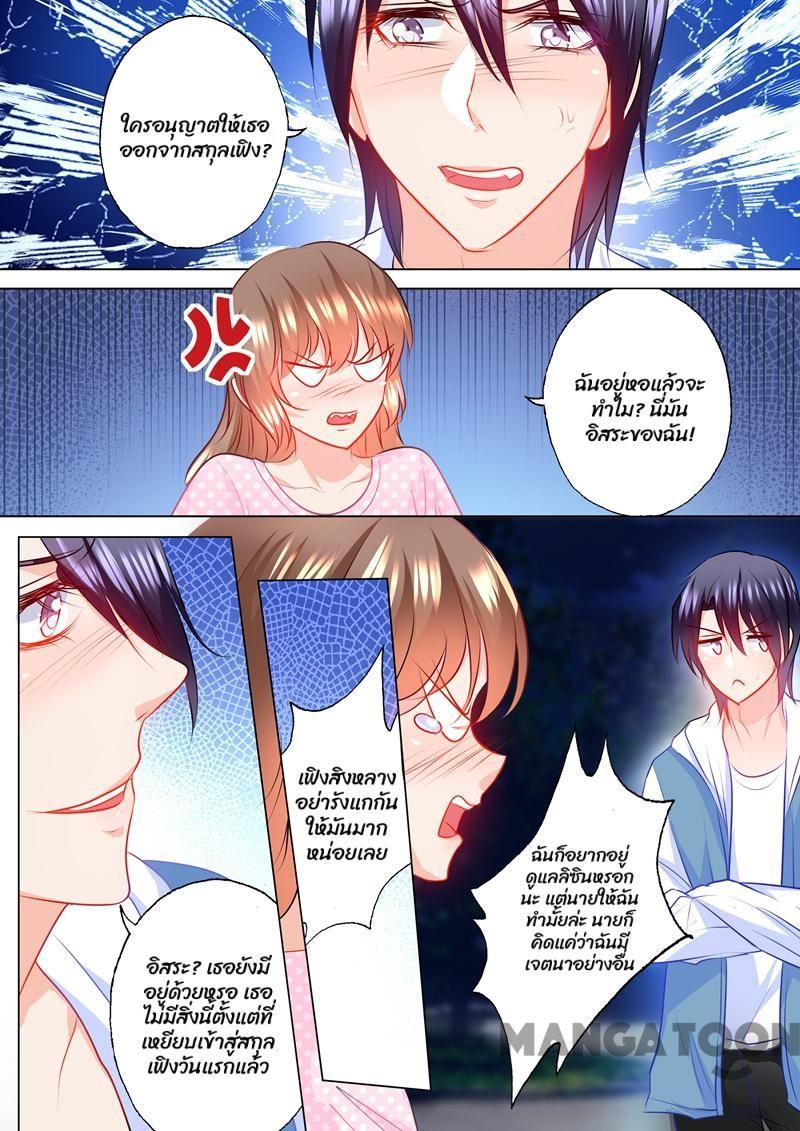 ใครอนุญาตให้เธอ
ออกจากสกุลเฟิง?
ฉันอยู่หอแล้วจะ
ทำไม? นี่มัน
อิสระของฉัน!
อิสระ? เธอยังมี
อยู่ด้วยหรอ เธอ
ไม่มีสิ่งนี้ตั้งแต่ที่
เหยียบเข้าสู่สกุล
เฟิงวันแรกแล้ว
เฟิงสิงหลาง
อย่ารังแกกัน
ให้มันมาก
หน่อยเลย
ฉันก็อยากอยู่
ดูแลลิซินหรอก
นะ แต่นายให้ฉัน
ทำมั้ยล่ะ นายก็
คิดแค่ว่าฉันมี
เจตนาอย่างอื่น
MANGATOON